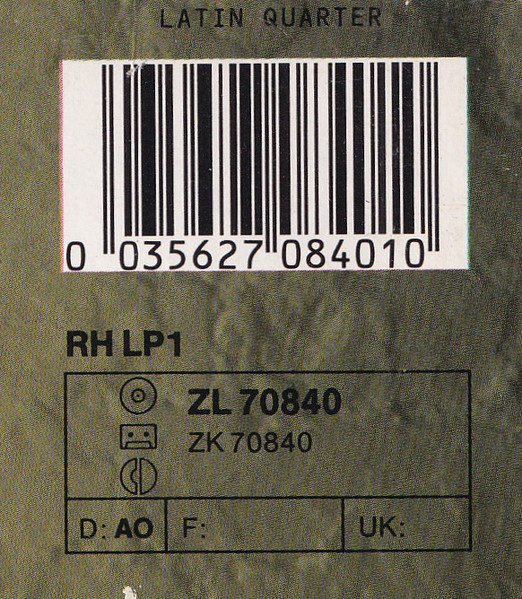 LATIN QUARTER
0 035627 084010
RH LP1
ZL 70840
ZK 70840
D: AO F: UK: